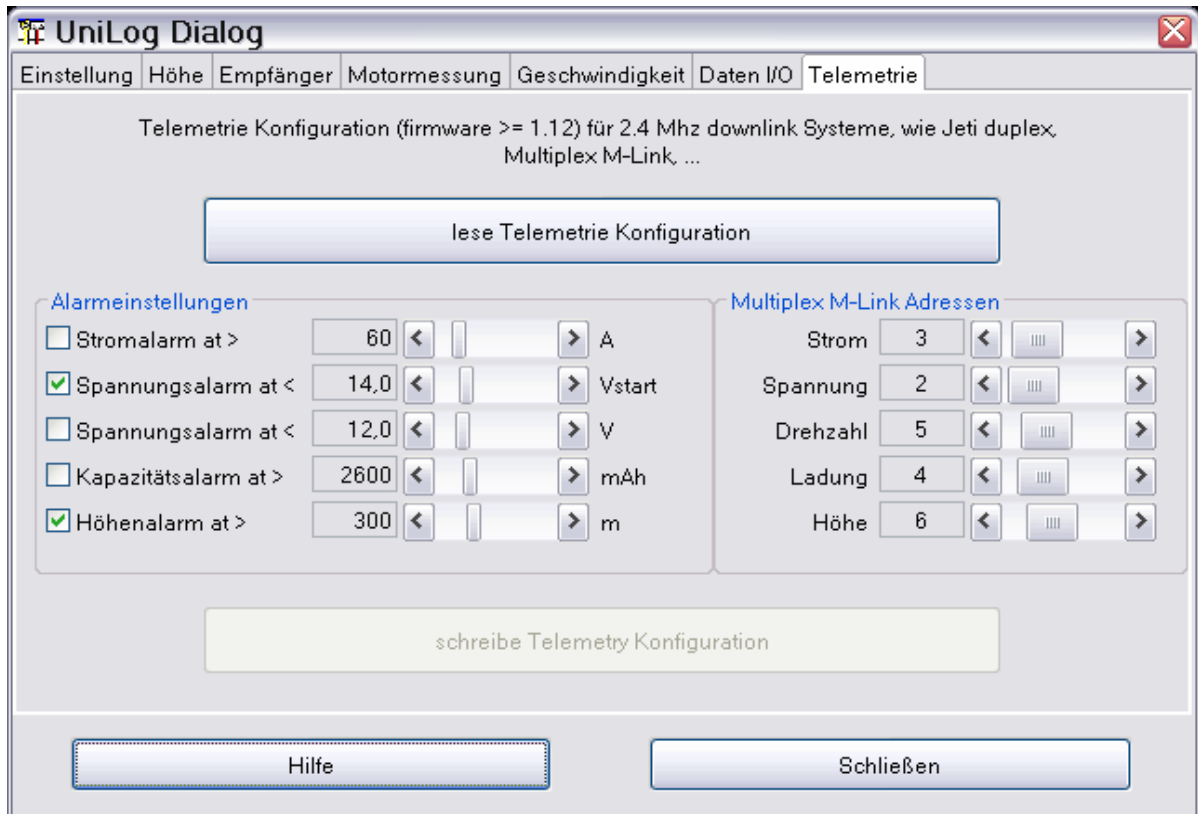 UniLog Dialog
Einstellung Höhe Empfänger Motormessung Geschwindigkeit Daten I/O Telemetrie
Telemetrie Konfiguration (firmware >= 1.12) für 2.4 Mhz downlink Systeme, wie Jeti duplex,
Multiplex M-Link, ...
lese Telemetrie Konfiguration
Alarmeinstellungen
Stromalarm at > 60 A
Spannungsalarm at < 14,0 Vstart
Spannungsalarm at < 12,0 V
Kapazitätsalarm at > 2600 mAh
Höhenalarm at > 300 m
Multiplex M-Link Adressen
Strom 3
Spannung 2
Drehzahl 5
Ladung 4
Höhe 6
schreibe Telemetry Konfiguration
Hilfe Schließen